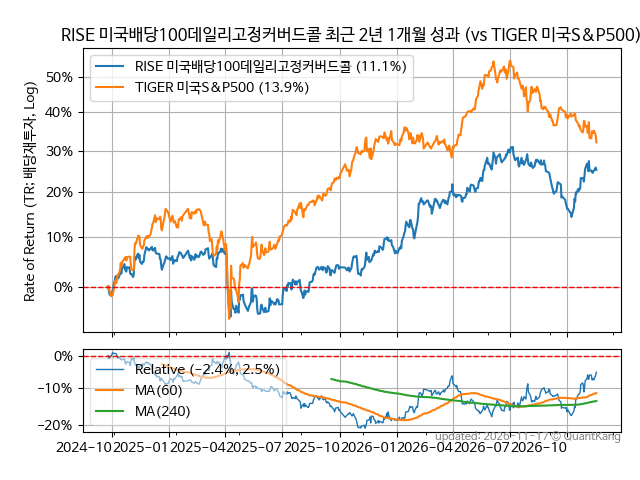 RISE 미국배당100데일리고정커버드콜 최근 2년 1개월 성과 (vs TIGER 미국S&P500)
Rate of Return (TR: 배당재투자, Log)
50%
40%
30%
20%
10%
0%
RISE 미국배당100데일리고정커버드콜 (11.1%)
TIGER 미국S&P500 (13.9%)
0%
-10%
-20%
Relative (-2.4%, 2.5%)
MA(60)
MA(240)
2024-10 2025-01 2025-04 2025-07 2025-10 2026-01 2026-04 2026-07 2026-10
updated: 2026-11-17 © QuantKang